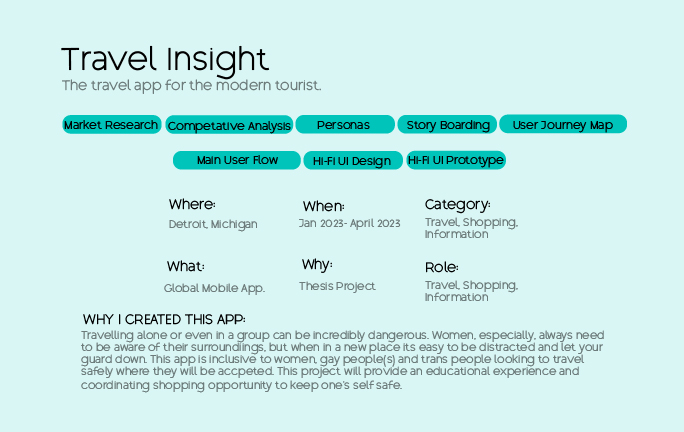 Travel Insight
The travel app for the modern tourist.
Market Research Competative Analysis Personas Story Boarding User Journey Map
Main User Flow Hi-Fi UI Design Hi-Fi UI Prototype
Where: When: Category:
Detroit, Michigan Jan 2023- April 2023 Travel, Shopping,
Information
What: Why: Role:
Global Mobile App. Thesis Project Travel, Shopping,
Information
WHY I CREATED THIS APP:
Travelling alone or even in a group can be incredibly dangerous. Women, especially, always need
to be aware of their surroundings, but when in a new place its easy to be distracted and let your
guard down. This app is inclusive to women, gay people(s) and trans people looking to travel
safely where they will be accpeted. This project will provide an educational experience and
coordinating shopping opportunity to keep one's self safe.